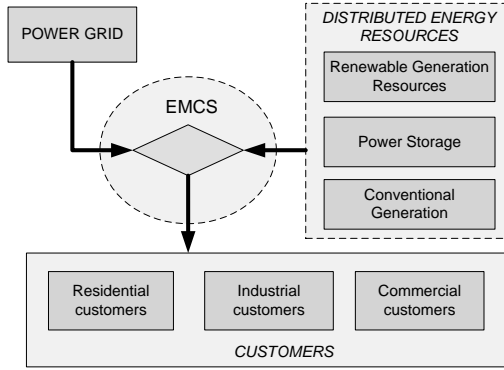 POWER GRID
DISTRIBUTED ENERGY
RESOURCES
Renewable Generation
Resources
Power Storage
Conventional
Generation
EMCS
Residential
customers
Industrial
customers
Commercial
customers
CUSTOMERS